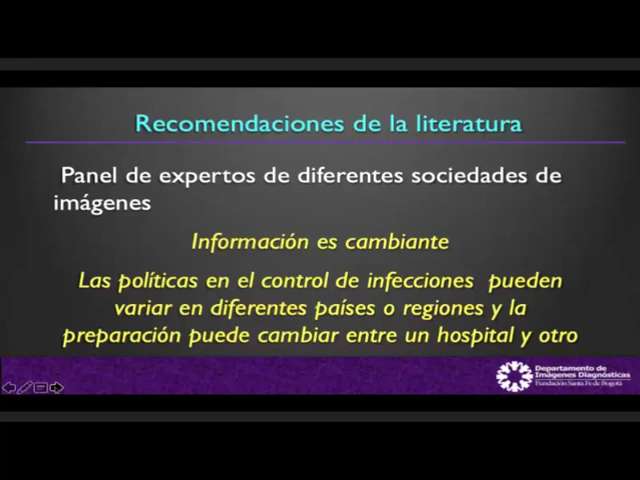 Recomendaciones de la literatura
Panel de expertos de diferentes sociedades de
imágenes
Información es cambiante
Las políticas en el control de infecciones pueden
variar en diferentes países o regiones y la
preparación puede cambiar entre un hospital y otro
Departamento de
Imágenes Diagnósticas
Fundación Santa Fe de Bogotá